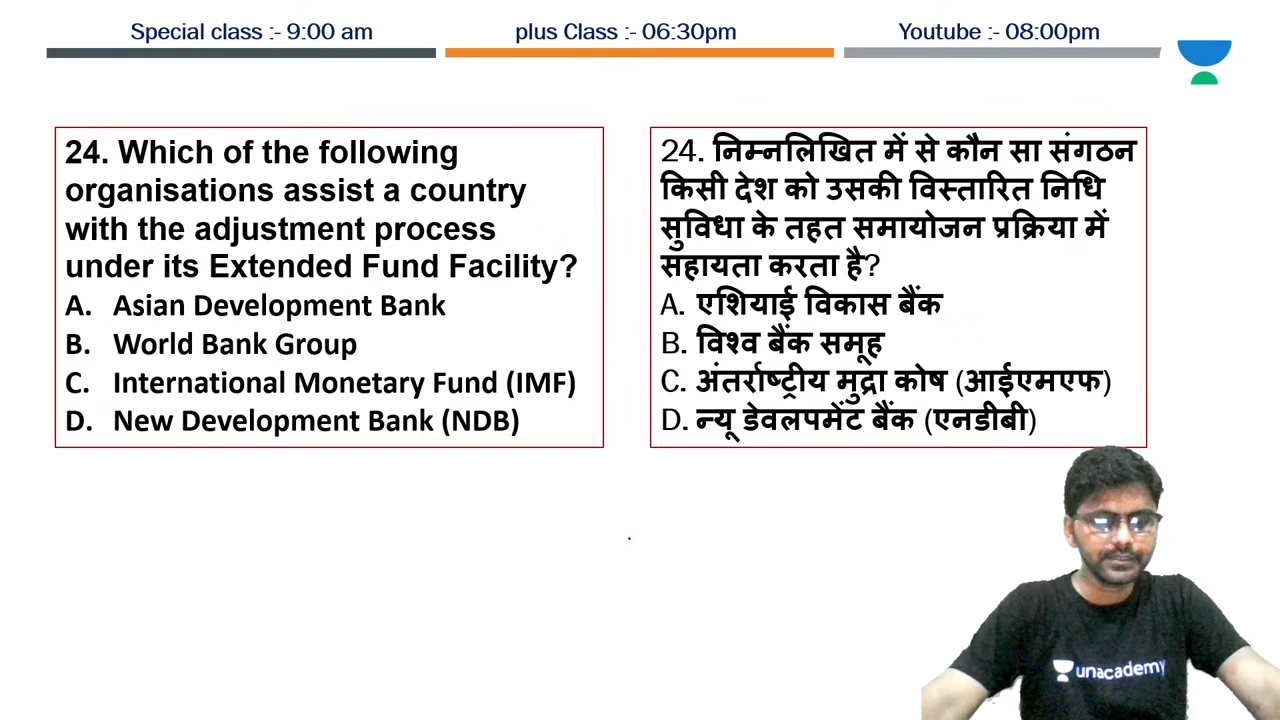 Special class :- 9:00 am
plus Class :- 06:30pm
Youtube :- 08:00pm
24. Which of the following
organisations assist a country
with the adjustment process
under its Extended Fund Facility?
A. Asian Development Bank
B. World Bank Group
C. International Monetary Fund (IMF)
D. New Development Bank (NDB)
24. निम्नलिखित में से कौन सा संगठन
किसी देश को उसकी विस्तारित निधि
सुविधा के तहत समायोजन प्रक्रिया में
सहायता करता है?
A. एशियाई विकास बैंक
B. विश्व बैंक समूह
C. अंतर्राष्ट्रीय मुद्रा कोष (आईएमएफ)
D. न्यू डेवलपमेंट बैंक (एनडीबी)
unacademy